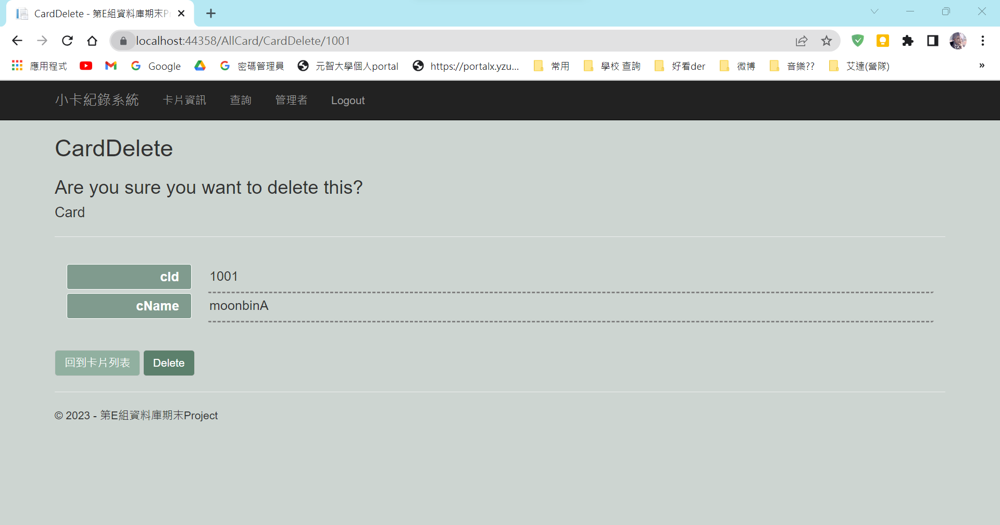 CardDelete - 第E組資料庫期末P
localhost:44358/AllCard/CardDelete/1001
應用程式 Google 密碼管理員 元智大學個人portal https://portalx.yzu... 常用 學校 查詢 好看der 微博 音樂?? 艾達(營隊) »
小卡紀錄系統 卡片資訊 查詢 管理者 Logout
CardDelete
Are you sure you want to delete this?
Card
cId 1001
cName moonbinA
回到卡片列表 Delete
© 2023 - 第E組資料庫期末Project